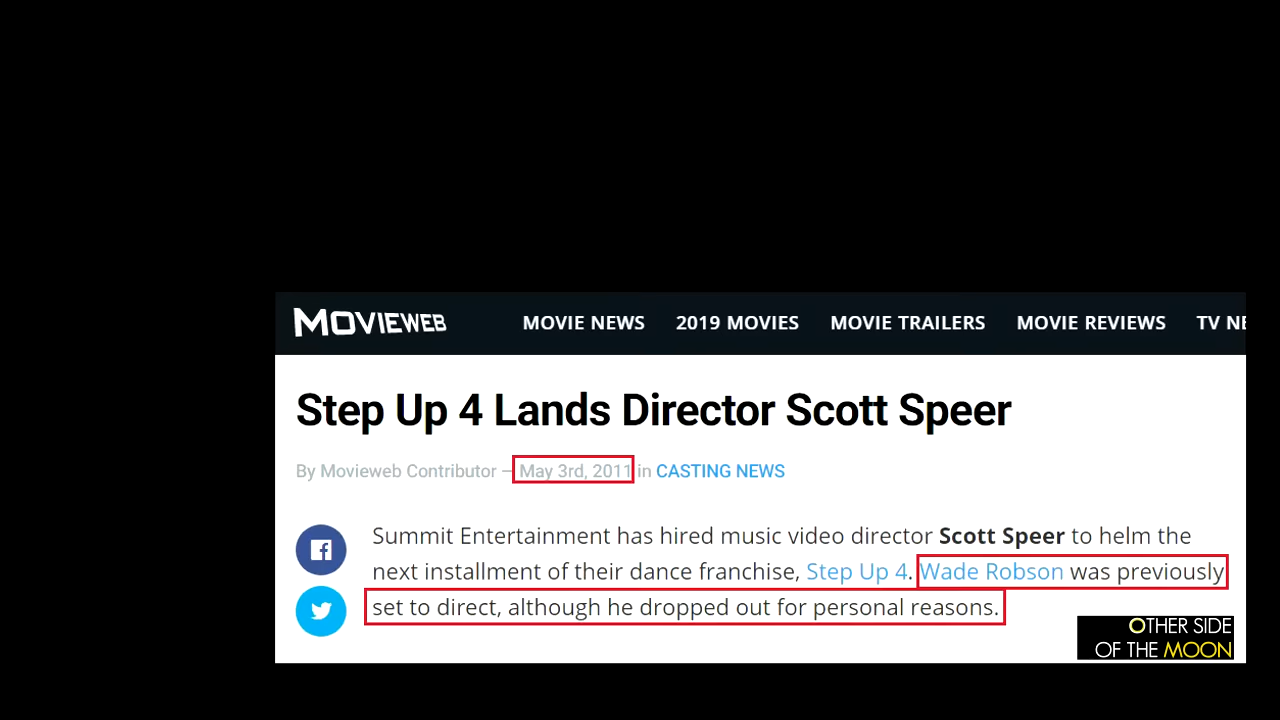 MOVIEWEB MOVIE NEWS 2019 MOVIES MOVIE TRAILERS MOVIE REVIEWS TV NE
Step Up 4 Lands Director Scott Speer
By Movieweb Contributor — May 3rd, 2011 in CASTING NEWS
Summit Entertainment has hired music video director Scott Speer to helm the
next installment of their dance franchise, Step Up 4. Wade Robson was previously
set to direct, although he dropped out for personal reasons.
OTHER SIDE
OF THE MOON